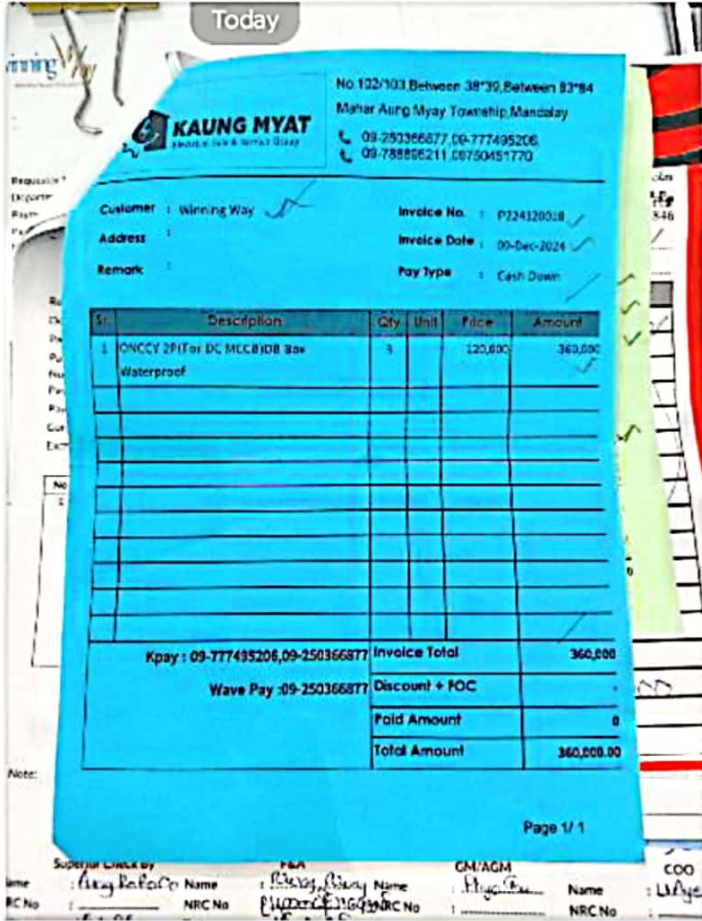 Today
No.102/103,Between 38*39,Between 83*84
Mahar Aung Myay Township,Mandalay
KAUNG MYAT
09-250366877,09-777495206,
09-788896211,09750451770
Customer : Winning Way
Invoice No. : P224120018
Address :
Invoice Date : 09-Dec-2024
Remark :
Pay Type : Cash Down
Sr. Description Qty Unit Price Amount
1 ONCCY 2P(For DC MCCB)DB Box 3 120,000 360,000
Waterproof
Kpay : 09-777495206,09-250366877 Invoice Total 360,000
Wave Pay :09-250366877 Discount + FOC -
Paid Amount 0
Total Amount 360,000.00
Page 1/ 1
Note:
Superior Check By F&A GM/AGM COO
Name Name Name
NRC No NRC No NRC No